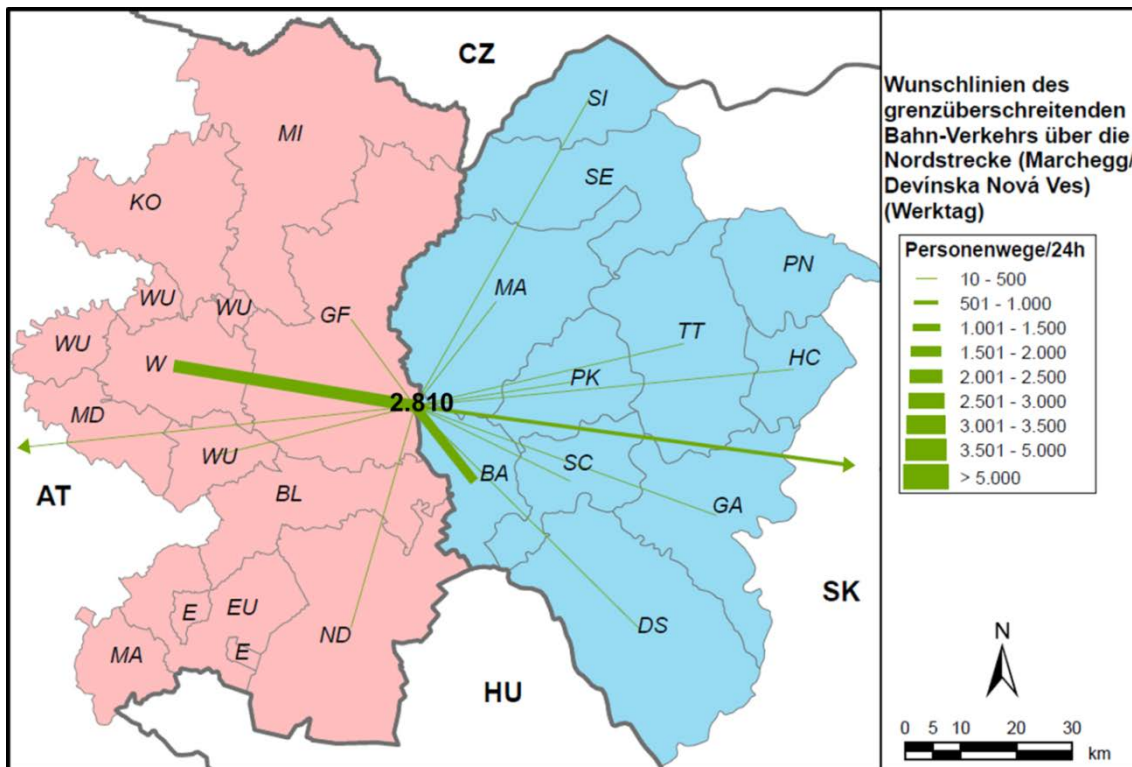 CZ
SI
MI
SE
KO
PN
MA
WU
WU
GF
TT
WU
W
HC
PK
2.810
MD
WU
BA
SC
AT
BL
GA
SK
E
EU
ND
DS
E
MA
HU
Wunschlinien des
grenzüberschreitenden
Bahn-Verkehrs über die
Nordstrecke (Marchegg/
Devínska Nová Ves)
(Werktag)
Personenwege/24h
10 - 500
501 - 1.000
1.001 - 1.500
1.501 - 2.000
2.001 - 2.500
2.501 - 3.000
3.001 - 3.500
3.501 - 5.000
> 5.000
N
0 5 10 20 30
km